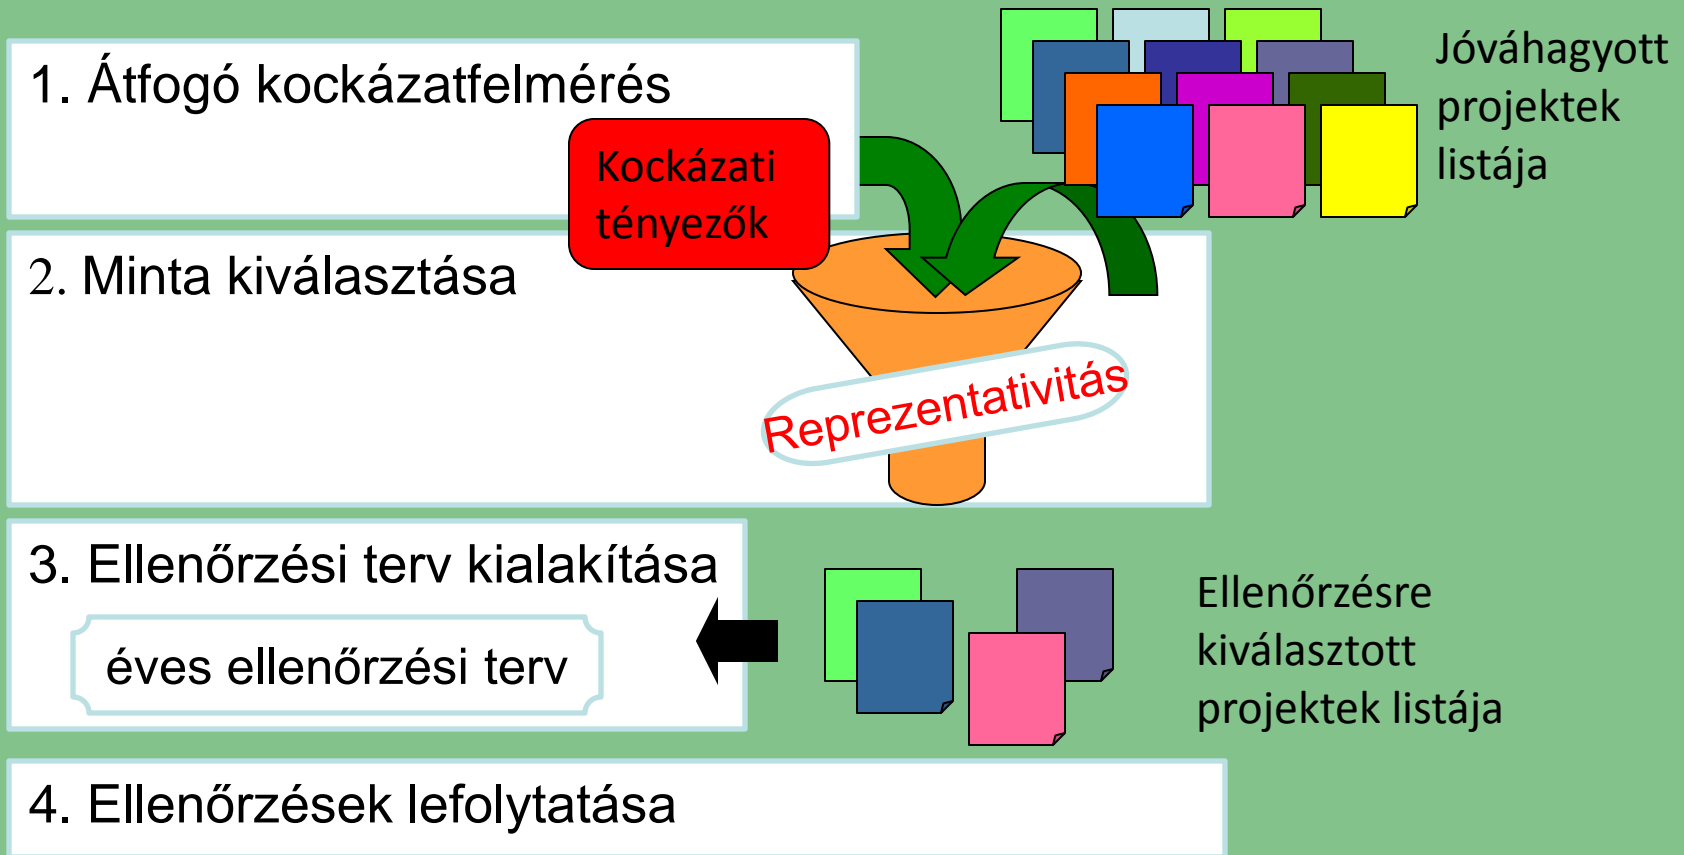 1. Átfogó kockázatfelmérés
Kockázati
tényezők
Jóváhagyott
projektek
listája
2. Minta kiválasztása
Reprezentativitás
3. Ellenőrzési terv kialakítása
éves ellenőrzési terv
Ellenőrzésre
kiválasztott
projektek listája
4. Ellenőrzések lefolytatása